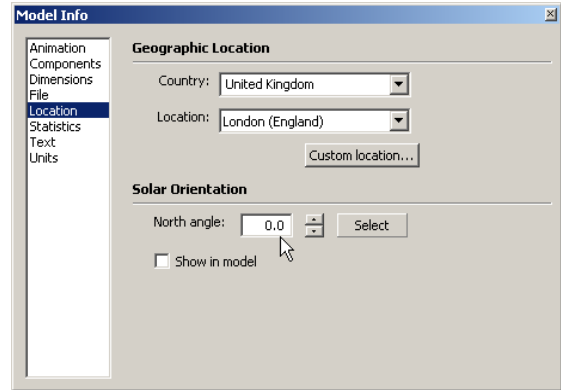 Model Info
Animation
Components
Dimensions
File
Location
Statistics
Text
Units
Geographic Location
Country: United Kingdom
Location: London (England)
Custom location...
Solar Orientation
North angle: 0.0 Select
Show in model